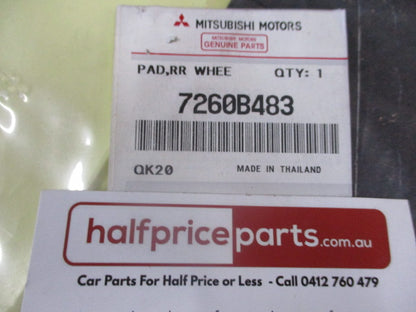 MITSUBISHI MOTORS
MITSUBISHI MOTORS
GENUINE PARTS
PAD,RR WHEE QTY: 1
7260B483
QK20 MADE IN THAILAND
halfpriceparts.com.au
Car Parts For Half Price or Less - Call 0412 760 479